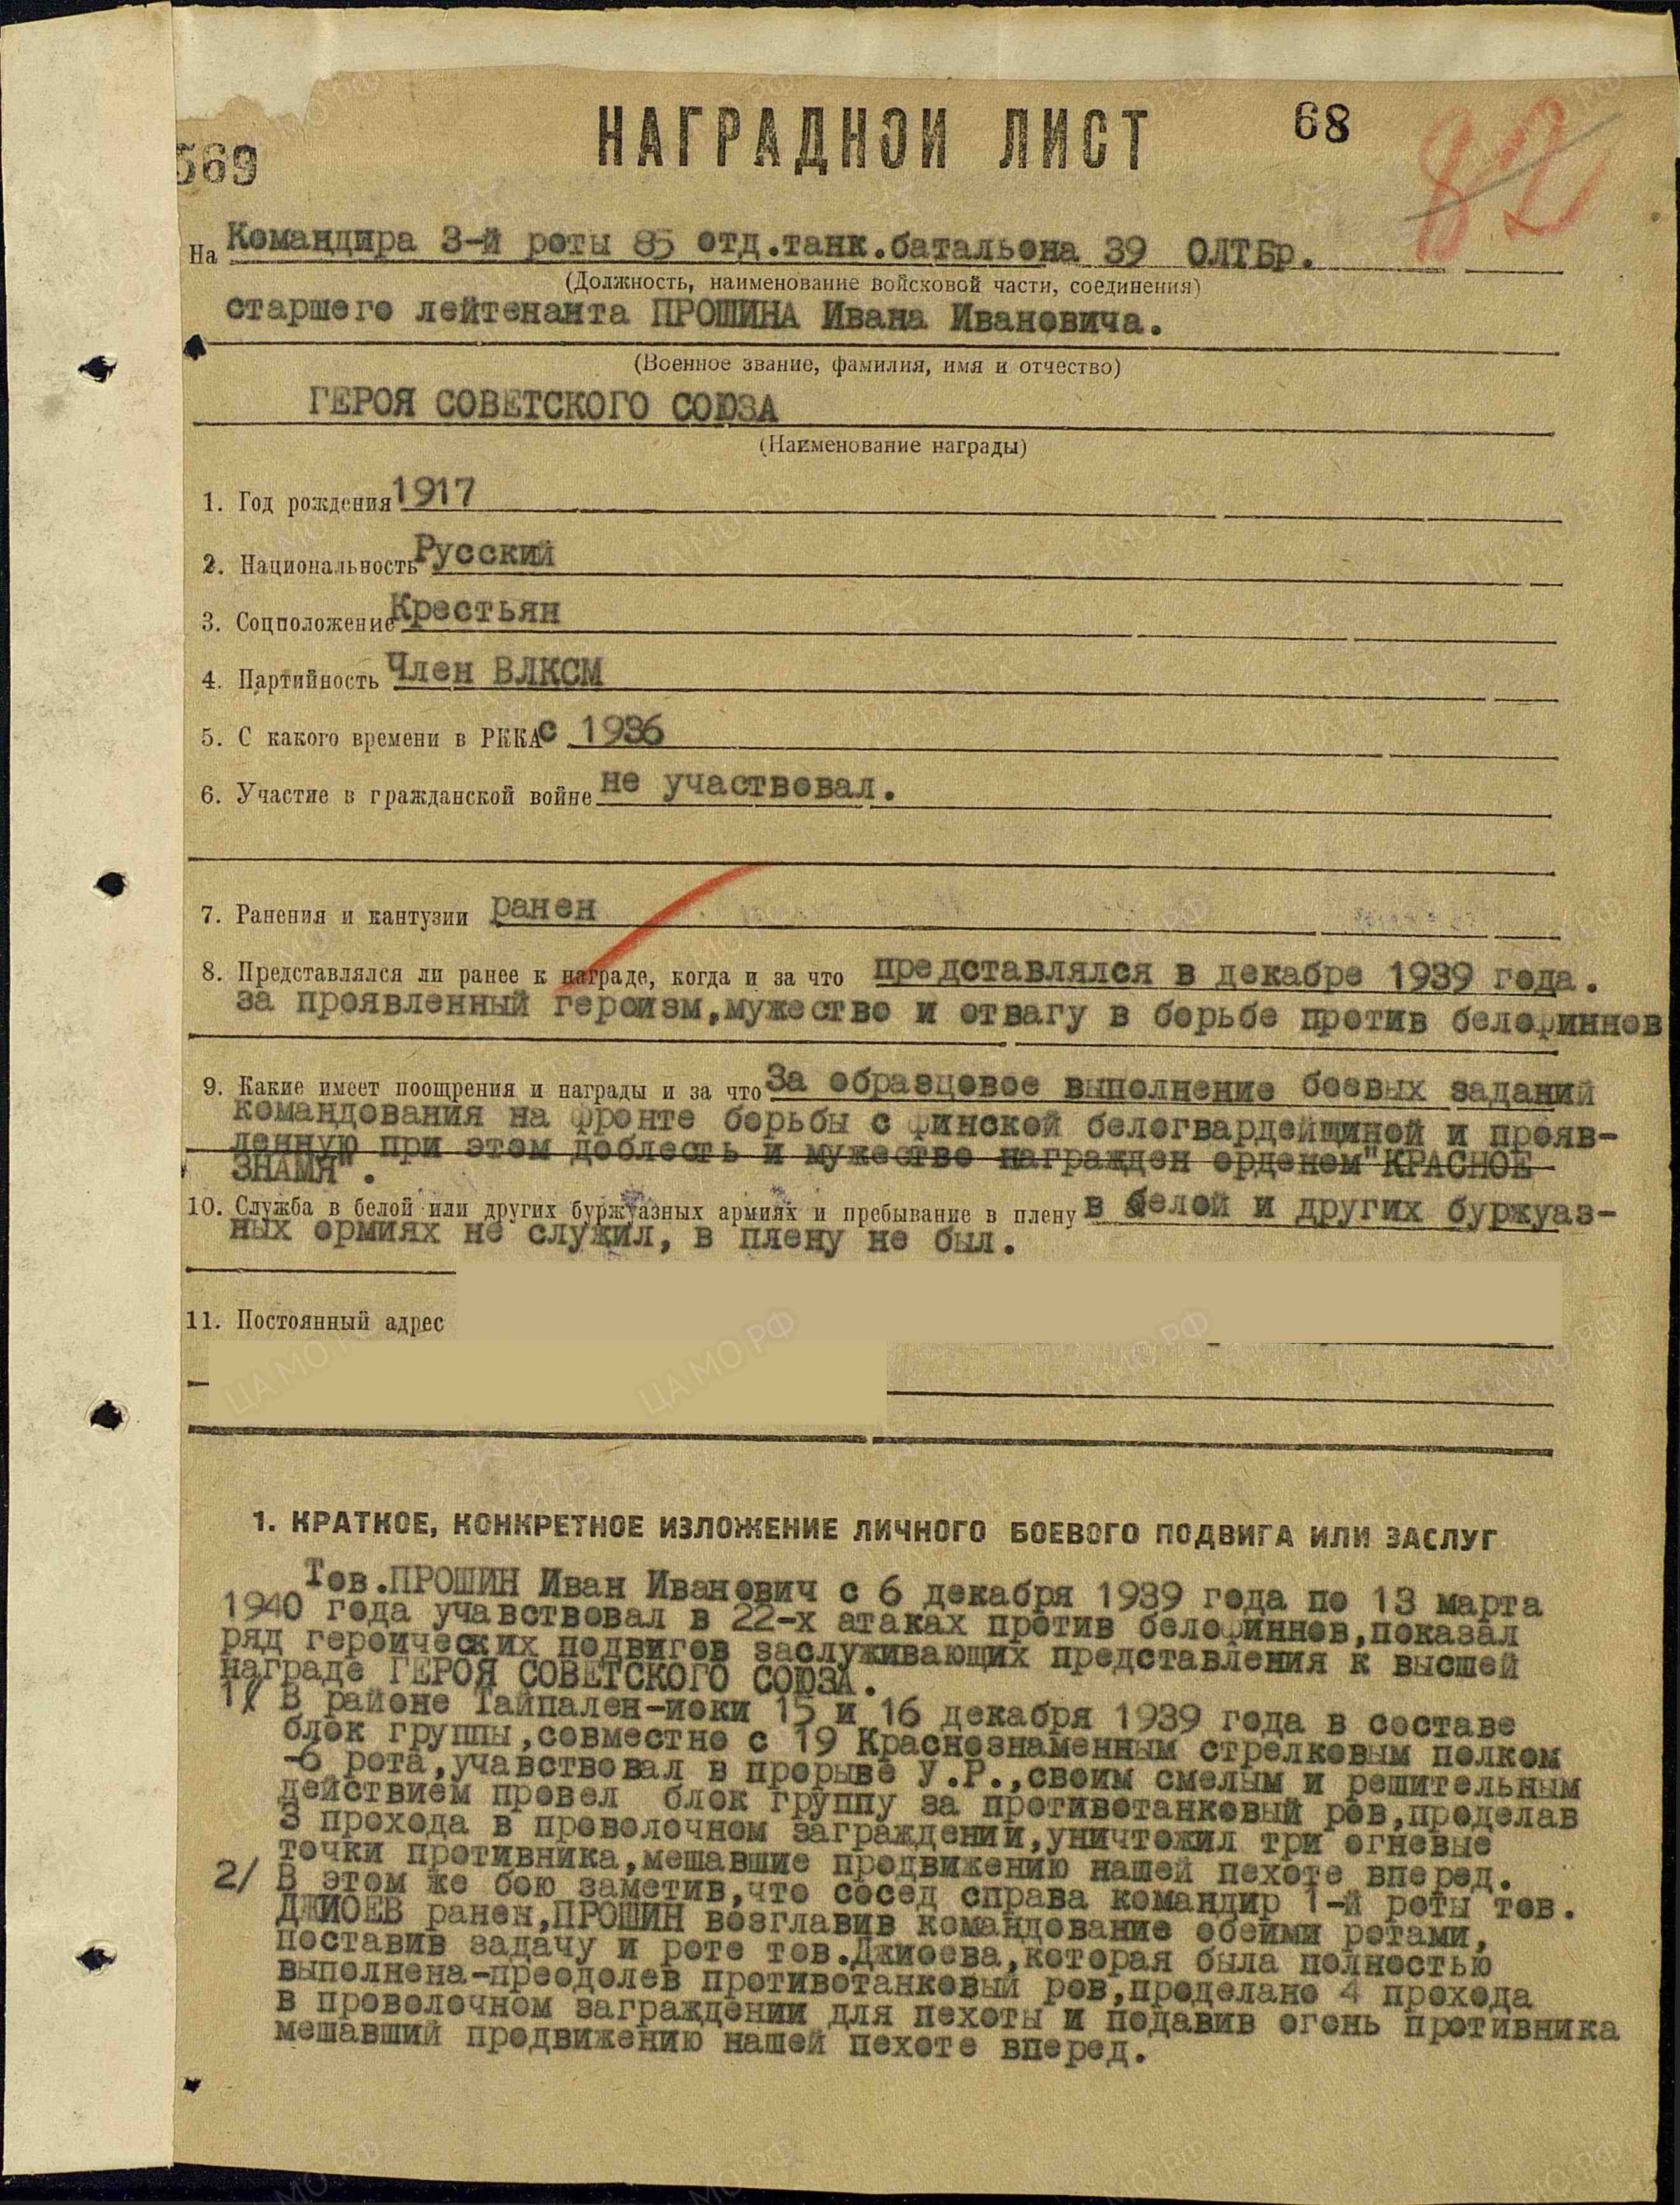 НАГРАДНОЙ ЛИСТ
68
82
569
На Командира 3-й роты 85 отд.танк.батальона 39 ОЛТБр.
(Должность, наименование войсковой части, соединения)
старшего лейтенанта ПРОШИНА Ивана Ивановича.
(Военное звание, фамилия, имя и отчество)
ГЕРОЯ СОВЕТСКОГО СОЮЗА
(Наименование награды)
1. Год рождения 1917
2. Национальность Русский
3. Соцположение Крестьян
4. Партийность Член ВЛКСМ
5. С какого времени в РККА с 1936
6. Участие в гражданской войне не участвовал.
7. Ранения и кантузии ранен
8. Представлялся ли ранее к награде, когда и за что представлялся в декабре 1939 года.
за проявленный героизм,мужество и отвагу в борьбе против белофиннов
9. Какие имеет поощрения и награды и за что За образцовое выполнение боевых заданий
командования на фронте борьбы с финской белогвардейщиной и прояв-
ленную при этом доблесть и мужество награжден орденом"КРАСНОЕ
ЗНАМЯ".
10. Служба в белой или других буржуазных армиях и пребывание в плену в белой и других буржуаз-
ных ормиях не служил, в плену не был.
11. Постоянный адрес
1. КРАТКОЕ, КОНКРЕТНОЕ ИЗЛОЖЕНИЕ ЛИЧНОГО БОЕВОГО ПОДВИГА ИЛИ ЗАСЛУГ
Тов.ПРОШИН Иван Иванович с 6 декабря 1939 года по 13 марта
1940 года учавствовал в 22-х атаках против белофиннов,показал
ряд героических подвигов заслуживающих представления к высшей
награде ГЕРОЯ СОВЕТСКОГО СОЮЗА.
1/ В районе Тайпален-иоки 15 и 16 декабря 1939 года в составе
блок группы,совместно с 19 Краснознаменным стрелковым полком
-6 рота,учавствовал в прорыве У.Р.,своим смелым и решительным
действием провел блок группу за противотанковый ров,проделав
3 прохода в проволочном заграждении,уничтожил три огневые
точки противника,мешавшие продвижению нашей пехоте вперед.
2/ В этом же бою заметив,что сосед справа командир 1-й роты тов.
ДЖИОЕВ ранен,ПРОШИН возглавив командование обеими ротами,
поставив задачу и роте тов.Джиоева,которая была полностью
выполнена-преодолев противотанковый ров,проделано 4 прохода
в проволочном заграждении для пехоты и подавив огонь противника
мешавший продвижению нашей пехоте вперед.
ЦА МО РФ